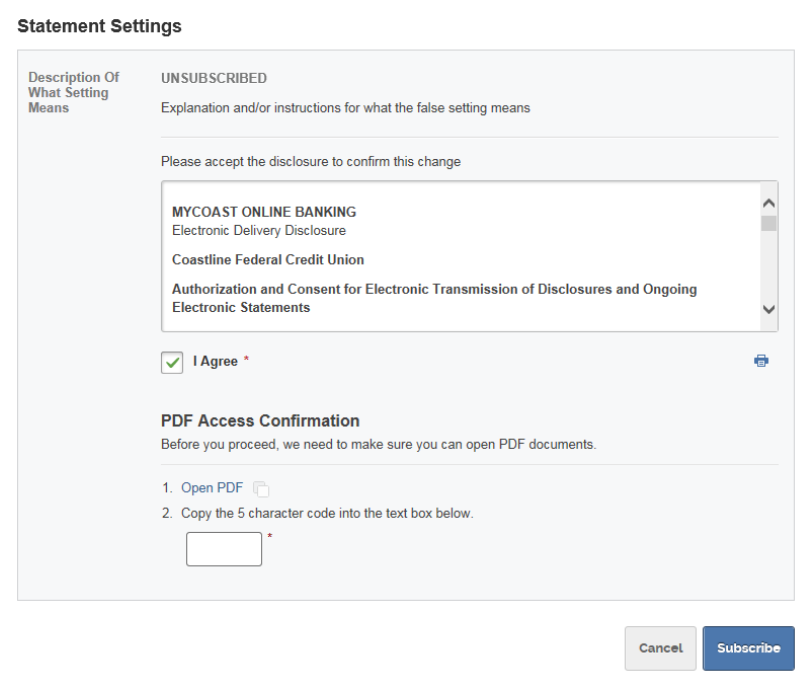 Statement Settings
Description Of
What Setting
Means
UNSUBSCRIBED
Explanation and/or instructions for what the false setting means
Please accept the disclosure to confirm this change
MYCOAST ONLINE BANKING
Electronic Delivery Disclosure
Coastline Federal Credit Union
Authorization and Consent for Electronic Transmission of Disclosures and Ongoing
Electronic Statements
I Agree *
PDF Access Confirmation
Before you proceed, we need to make sure you can open PDF documents.
1. Open PDF
2. Copy the 5 character code into the text box below.
*
Cancel
Subscribe